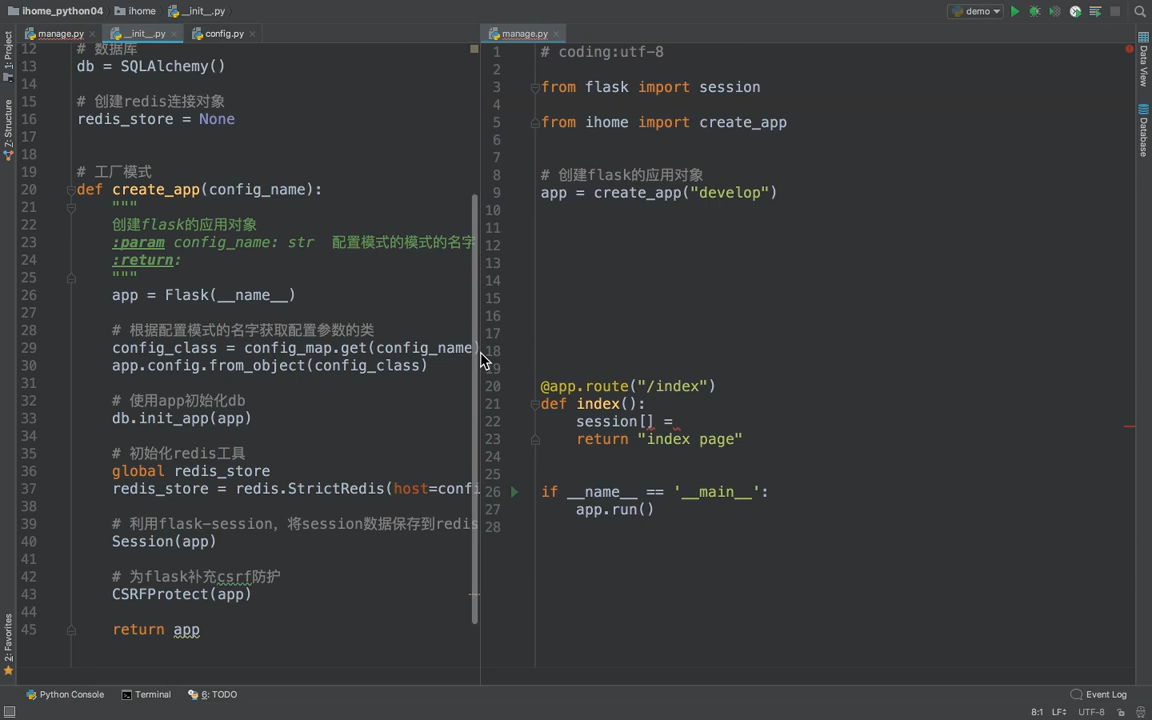 ihome_python04 ihome __init__.py
demo
manage.py × __init__.py × config.py ×
manage.py ×
1: Project
Z: Structure
2: Favorites
12 # 数据库
13 db = SQLAlchemy()
14
15 # 创建redis连接对象
16 redis_store = None
17
18
19 # 工厂模式
20 def create_app(config_name):
21 """
22 创建flask的应用对象
23 :param config_name: str 配置模式的模式的名字
24 :return:
25 """
26 app = Flask(__name__)
27
28 # 根据配置模式的名字获取配置参数的类
29 config_class = config_map.get(config_name)
30 app.config.from_object(config_class)
31
32 # 使用app初始化db
33 db.init_app(app)
34
35 # 初始化redis工具
36 global redis_store
37 redis_store = redis.StrictRedis(host=confi
38
39 # 利用flask-session，将session数据保存到redis
40 Session(app)
41
42 # 为flask补充csrf防护
43 CSRFProtect(app)
44
45 return app
1 # coding:utf-8
2
3 from flask import session
4
5 from ihome import create_app
6
7
8 # 创建flask的应用对象
9 app = create_app("develop")
10
11
12
13
14
15
16
17
18
19
20 @app.route("/index")
21 def index():
22 session[] =
23 return "index page"
24
25
26 if __name__ == '__main__':
27 app.run()
28
Data View
Database
Python Console Terminal 6: TODO
Event Log
8:1 LF÷ UTF-8